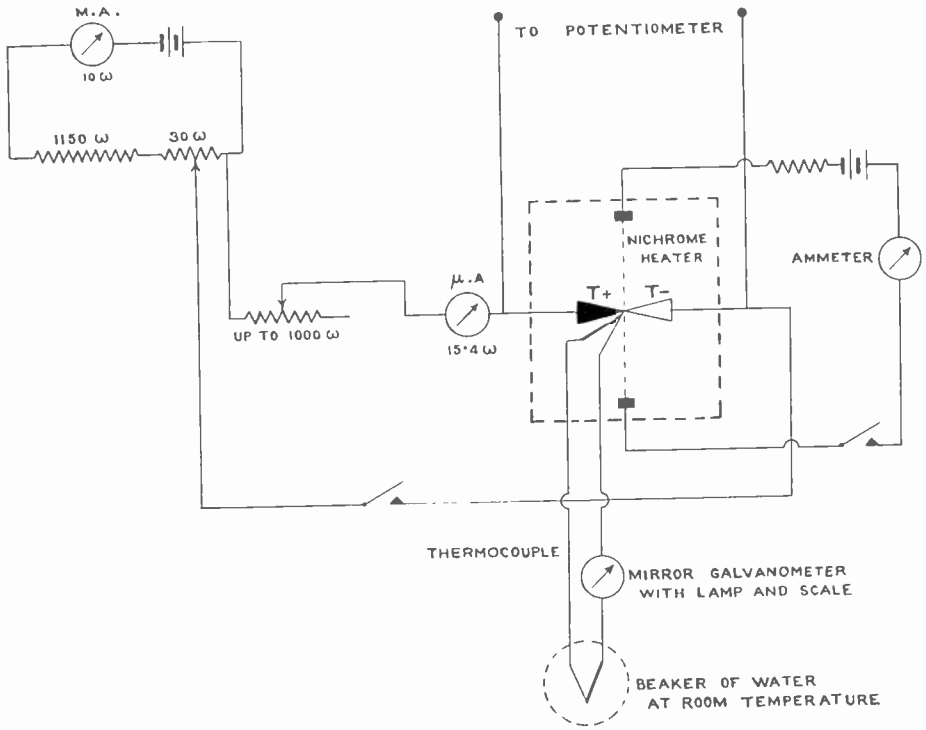 M.A.
10 ω
TO POTENTIOMETER
1150 ω
30 ω
NICHROME
HEATER
AMMETER
μ.A
T+
T-
UP TO 1000 ω
15·4 ω
THERMOCOUPLE
MIRROR GALVANOMETER
WITH LAMP AND SCALE
BEAKER OF WATER
AT ROOM TEMPERATURE